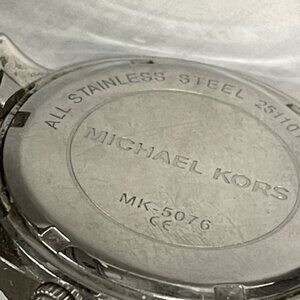 ALL STAINLESS STEEL
MICHAEL KORS
MK-5076
CE